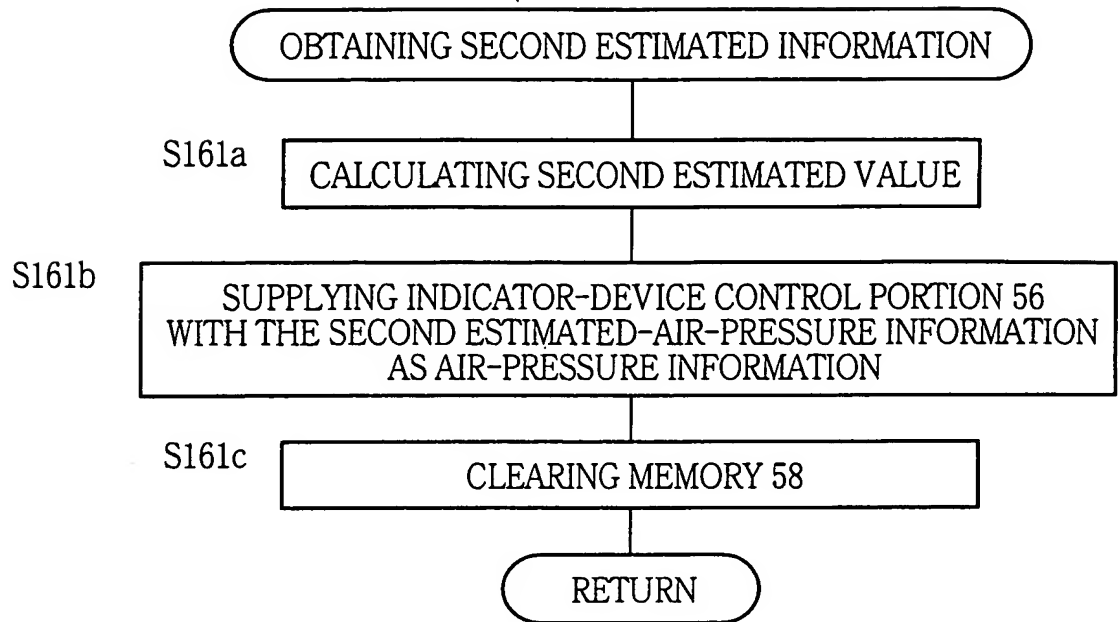 OBTAINING SECOND ESTIMATED INFORMATION
S161a
CALCULATING SECOND ESTIMATED VALUE
S161b
SUPPLYING INDICATOR-DEVICE CONTROL PORTION 56
WITH THE SECOND ESTIMATED-AIR-PRESSURE INFORMATION
AS AIR-PRESSURE INFORMATION
S161c
CLEARING MEMORY 58
RETURN